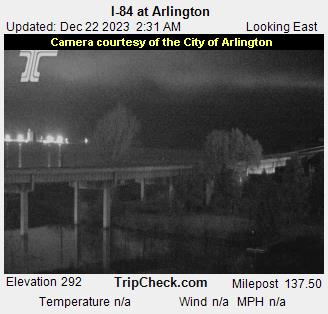 I-84 at Arlington
Updated: Dec 22 2023 2:31 AM Looking East
Camera courtesy of the City of Arlington
Elevation 292 TripCheck.com Milepost 137.50
Temperature n/a Wind n/a MPH n/a